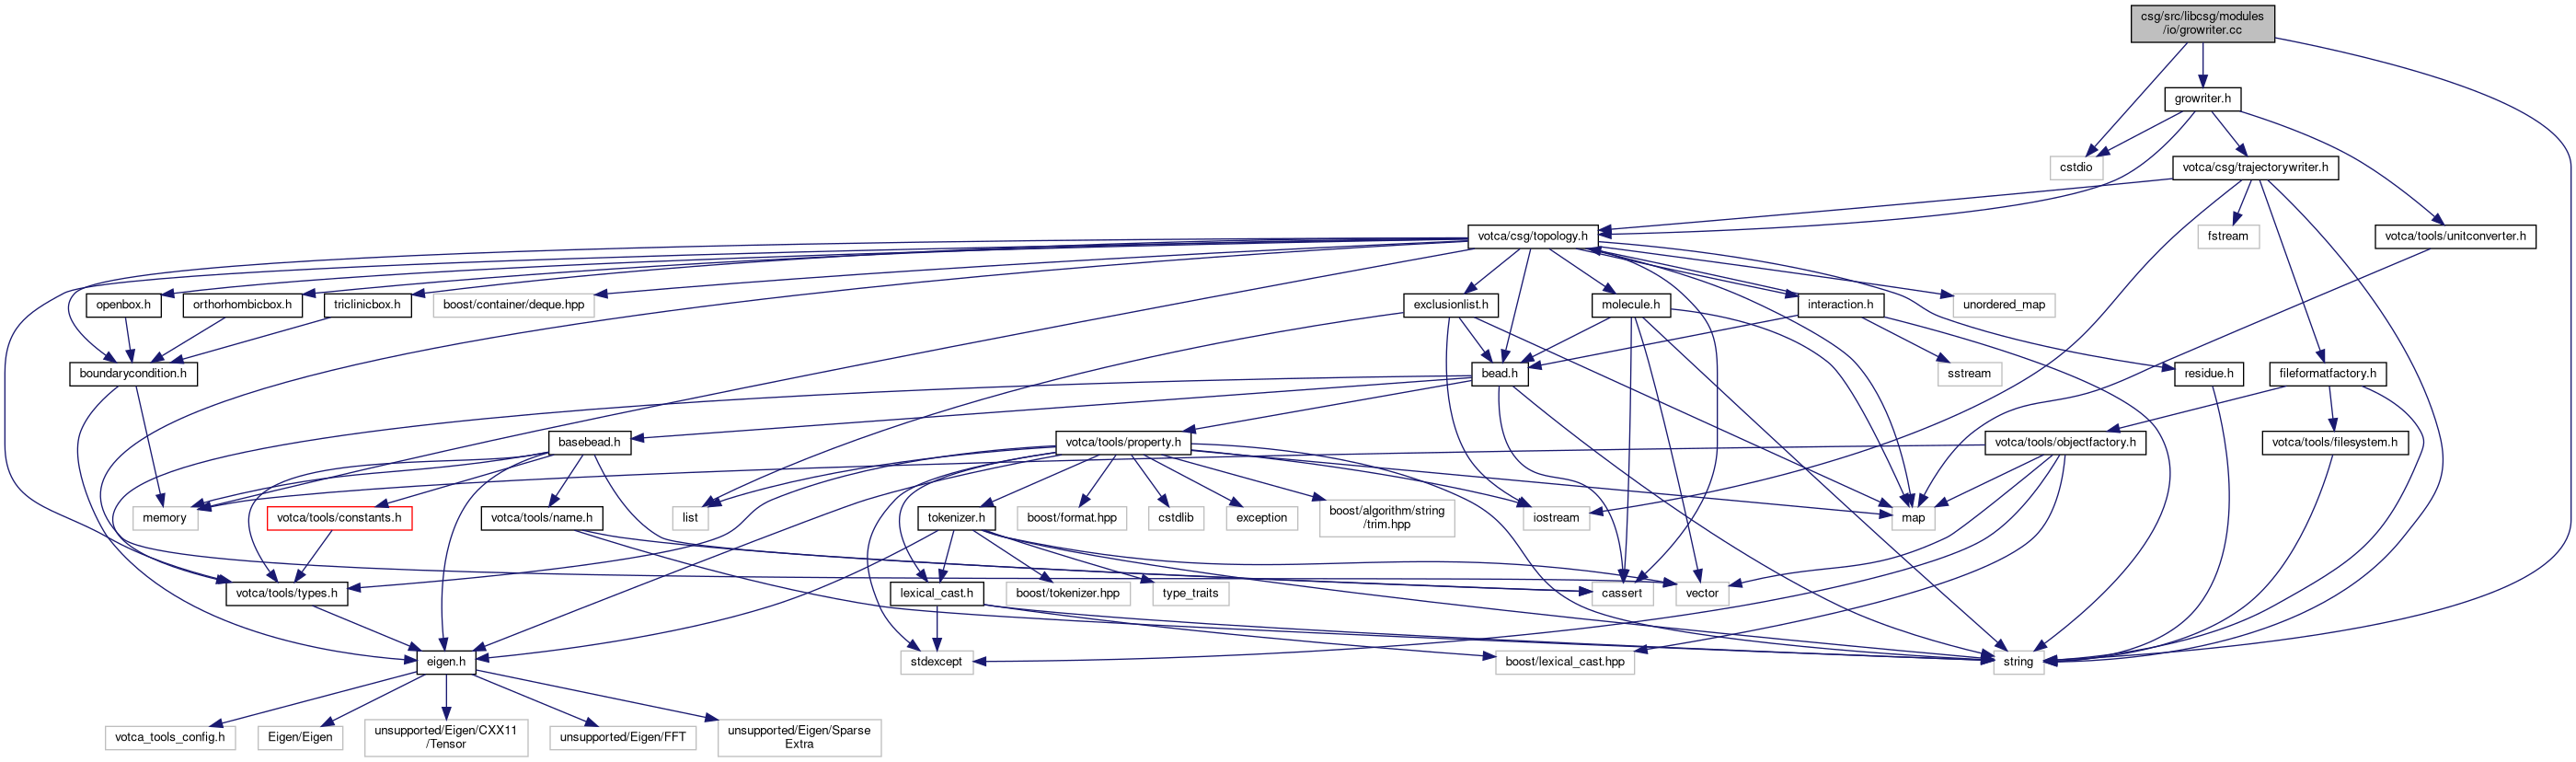 csg/src/libcsg/modules
/io/growriter.cc
growriter.h
cstdio
votca/csg/trajectorywriter.h
votca/csg/topology.h
fstream
votca/tools/unitconverter.h
openbox.h
orthorhombicbox.h
triclinicbox.h
boost/container/deque.hpp
exclusionlist.h
molecule.h
interaction.h
unordered_map
boundarycondition.h
bead.h
sstream
residue.h
fileformatfactory.h
basebead.h
votca/tools/property.h
votca/tools/objectfactory.h
votca/tools/filesystem.h
memory
votca/tools/constants.h
votca/tools/name.h
list
tokenizer.h
boost/format.hpp
cstdlib
exception
boost/algorithm/string
/trim.hpp
iostream
map
votca/tools/types.h
lexical_cast.h
boost/tokenizer.hpp
type_traits
cassert
vector
eigen.h
stdexcept
boost/lexical_cast.hpp
string
votca_tools_config.h
Eigen/Eigen
unsupported/Eigen/CXX11
/Tensor
unsupported/Eigen/FFT
unsupported/Eigen/Sparse
Extra